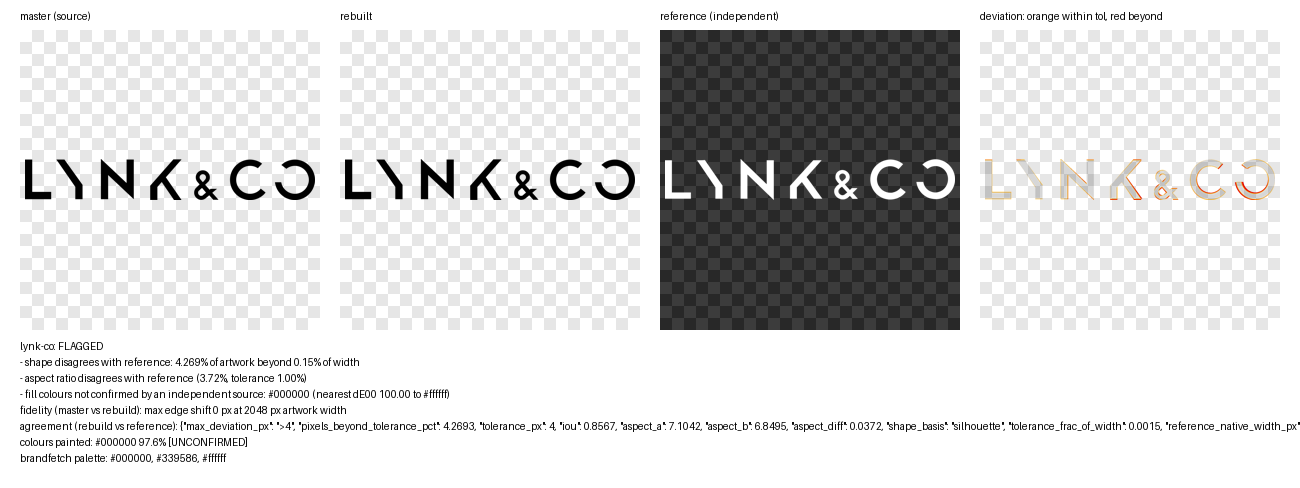 master (source)
rebuilt
reference (independent)
deviation: orange within tol, red beyond
LYNK&CO
LYNK&CO
LYNK&CO
LYNK&CO
lynk-co: FLAGGED
- shape disagrees with reference: 4.269% of artwork beyond 0.15% of width
- aspect ratio disagrees with reference (3.72%, tolerance 1.00%)
- fill colours not confirmed by an independent source: #000000 (nearest dE00 100.00 to #ffffff)
fidelity (master vs rebuild): max edge shift 0 px at 2048 px artwork width
agreement (rebuild vs reference): {"max_deviation_px": ">4", "pixels_beyond_tolerance_pct": 4.2693, "tolerance_px": 4, "iou": 0.8567, "aspect_a": 7.1042, "aspect_b": 6.8495, "aspect_diff": 0.0372, "shape_basis": "silhouette", "tolerance_frac_of_width": 0.0015, "reference_native_width_px"
colours painted: #000000 97.6% [UNCONFIRMED]
brandfetch palette: #000000, #339586, #ffffff